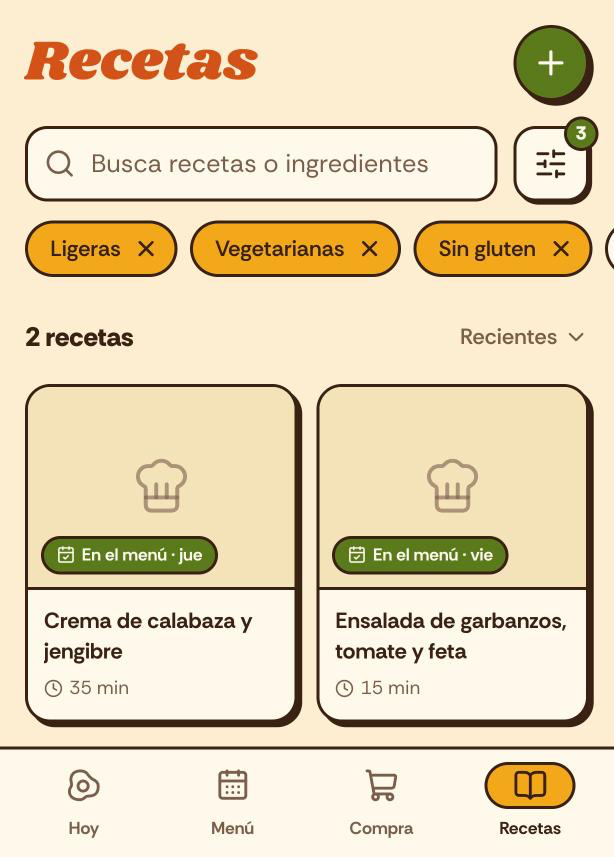 Recetas
3
Busca recetas o ingredientes
Ligeras
Vegetarianas
Sin gluten
2 recetas
Recientes
En el menú · jue
En el menú · vie
Crema de calabaza y
jengibre
35 min
Ensalada de garbanzos,
tomate y feta
15 min
Hoy
Menú
Compra
Recetas